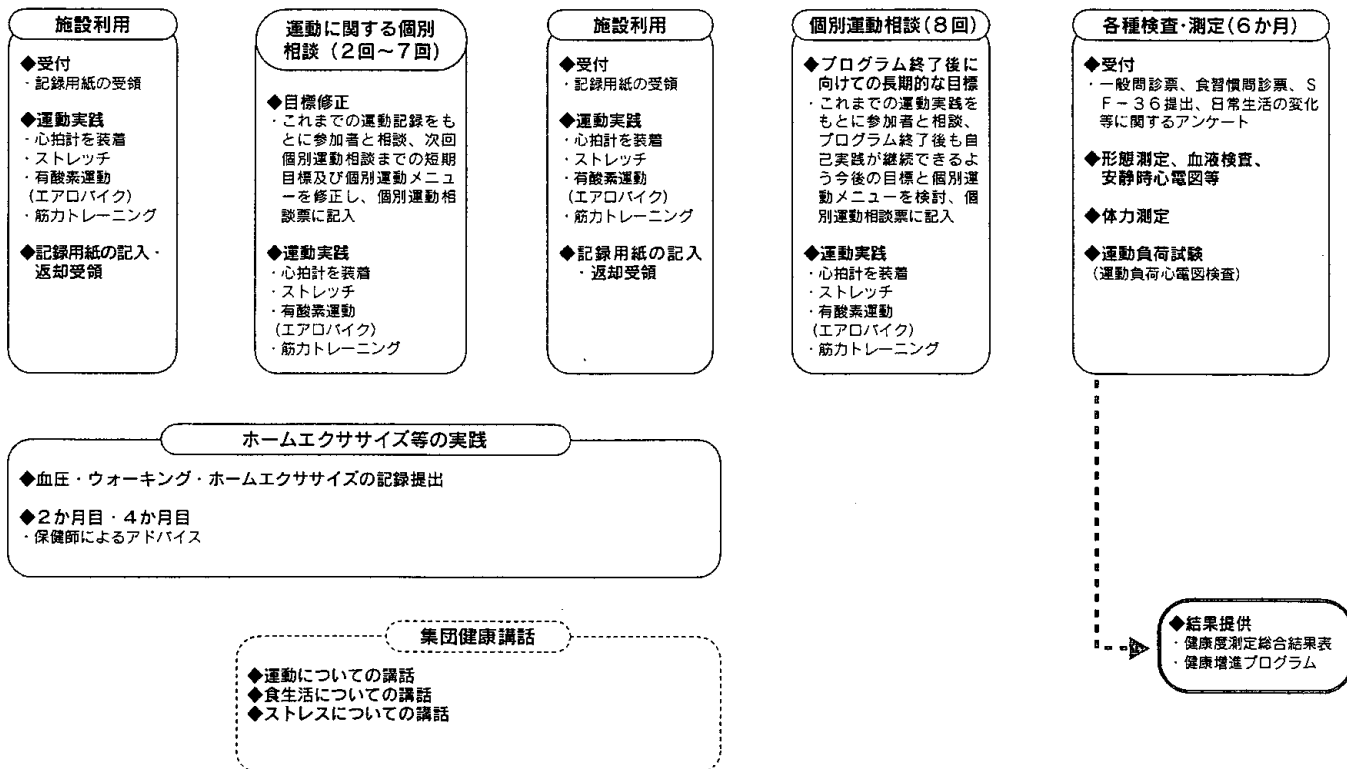 施設利用
◆受付
・記録用紙の受領
◆運動実践
・心拍計を装着
・ストレッチ
・有酸素運動
(エアロバイク)
・筋力トレーニング
◆記録用紙の記入・
返却受領
運動に関する個別
相談(2回~7回)
◆目標修正
・これまでの運動記録をも
とに参加者と相談、次回
個別運動相談までの短期
目標及び個別運動メニュ
ーを修正し、個別運動相
談票に記入
◆運動実践
・心拍計を装着
・ストレッチ
・有酸素運動
(エアロバイク)
・筋力トレーニング
施設利用
◆受付
・記録用紙の受領
◆運動実践
・心拍計を装着
・ストレッチ
・有酸素運動
(エアロバイク)
・筋力トレーニング
◆記録用紙の記入
・返却受領
個別運動相談(8回)
◆プログラム終了後に
向けての長期的な目標
・これまでの運動実践を
もとに参加者と相談、
プログラム終了後も自
己実践が継続できるよ
う今後の目標と個別運
動メニューを検討、個
別運動相談票に記入
◆運動実践
・心拍計を装着
・ストレッチ
・有酸素運動
(エアロバイク)
・筋力トレーニング
各種検査・測定(6か月)
◆受付
・一般問診票、食習慣問診票、S
F-36提出、日常生活の変化
等に関するアンケート
◆形態測定、血液検査、
安静時心電図等
◆体力測定
◆運動負荷試験
(運動負荷心電図検査)
ホームエクササイズ等の実践
◆血圧・ウォーキング・ホームエクササイズの記録提出
◆2か月目・4か月目
・保健師によるアドバイス
集団健康講話
◆運動についての講話
◆食生活についての講話
◆ストレスについての講話
◆結果提供
・健康度測定総合結果表
・健康増進プログラム